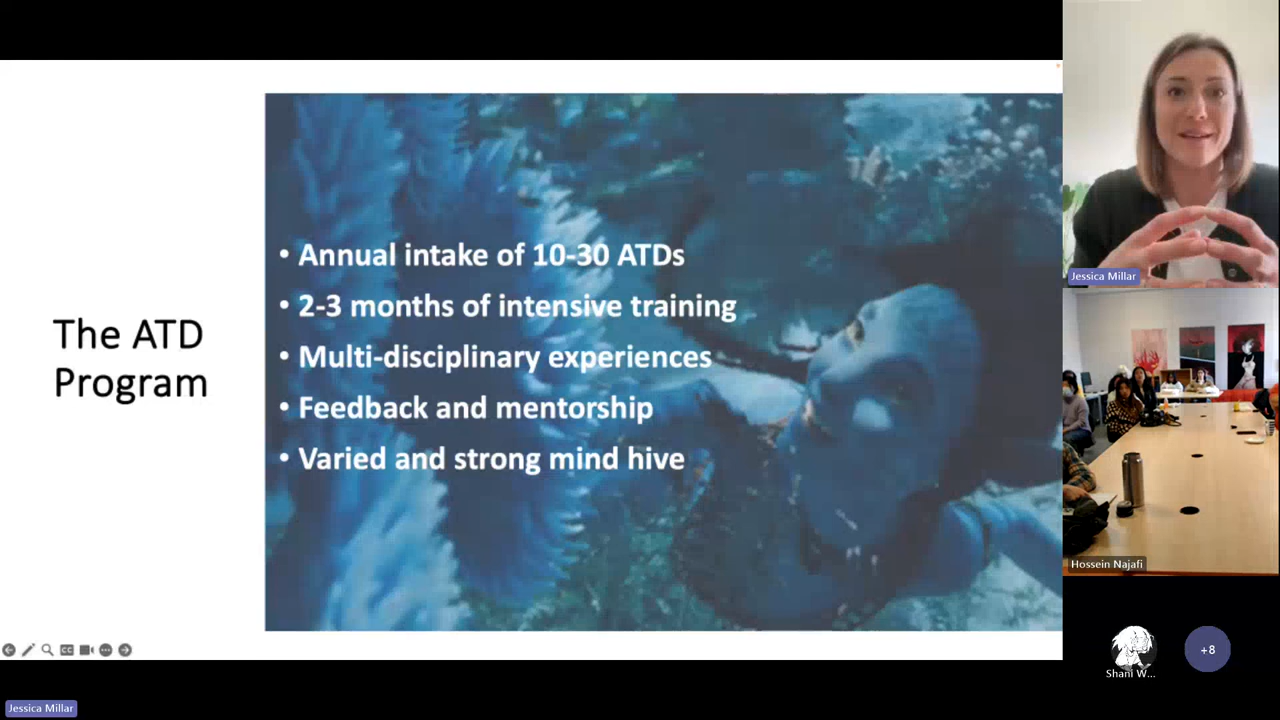 The ATD
Program
• Annual intake of 10-30 ATDs
• 2-3 months of intensive training
• Multi-disciplinary experiences
• Feedback and mentorship
• Varied and strong mind hive
Jessica Millar
Hossein Najafi
Shani W...
+8
CC
Jessica Millar